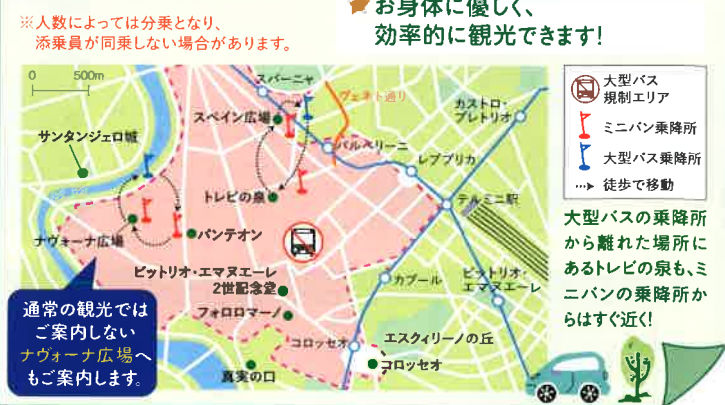 ※人数によっては分乗となり、
添乗員が同乗しない場合があります。
お身体に優しく、
効率的に観光できます!
0 500m
スパーニャ
ヴェネト通り
カストロ・
プレトリオ
スペイン広場
サンタンジェロ城
バルベリーニ
レプブリカ
トレビの泉
テルミニ駅
ナヴォーナ広場
パンテオン
ビットリオ・エマヌエーレ
2世記念堂
カブール
ビットリオ・
エマヌエーレ
フォロロマーノ
コロッセオ
エスクィリーノの丘
コロッセオ
真実の口
大型バス
規制エリア
ミニバン乗降所
大型バス乗降所
徒歩で移動
大型バスの乗降所
から離れた場所に
あるトレビの泉も、ミ
ニバンの乗降所か
らはすぐ近く!
通常の観光では
ご案内しない
ナヴォーナ広場へ
もご案内します。